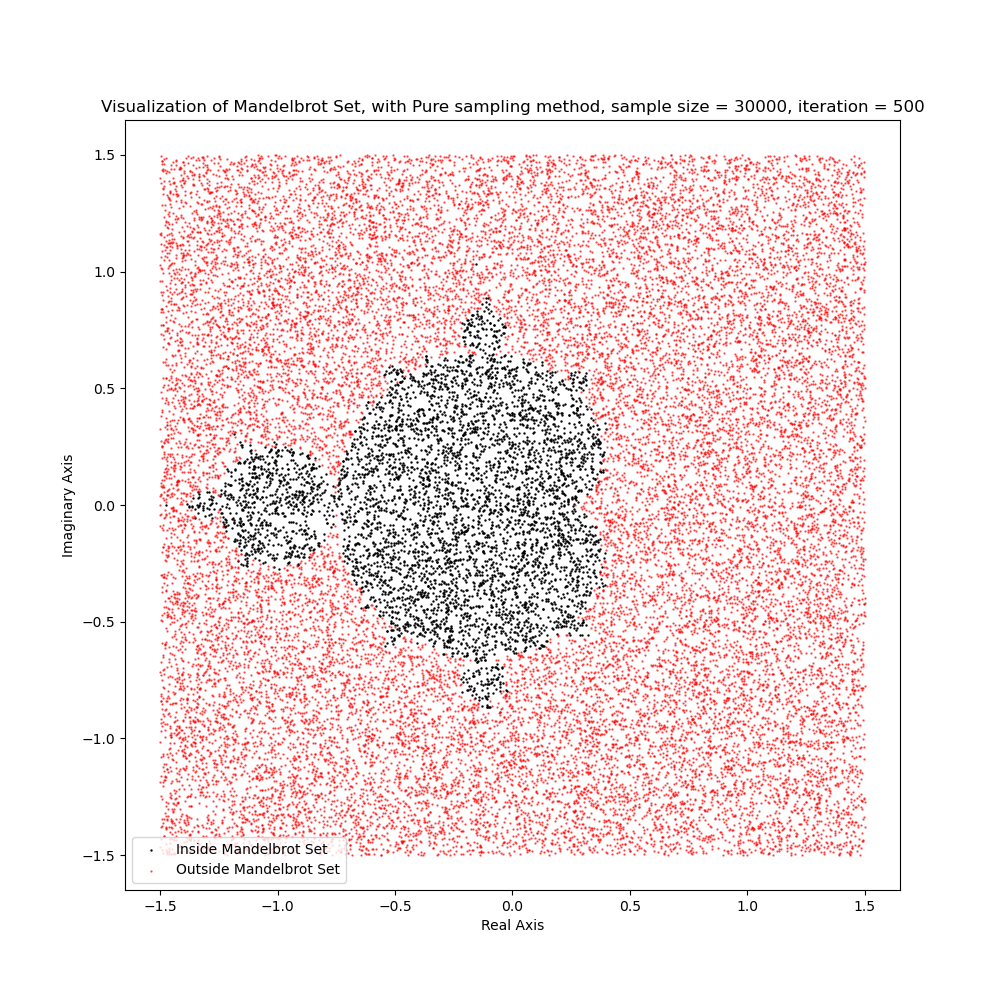 Visualization of Mandelbrot Set, with Pure sampling method, sample size = 30000, iteration = 500
1.5
1.0
0.5
0.0
−0.5
−1.0
−1.5
Imaginary Axis
Inside Mandelbrot Set
Outside Mandelbrot Set
−1.5 −1.0 −0.5 0.0 0.5 1.0 1.5
Real Axis